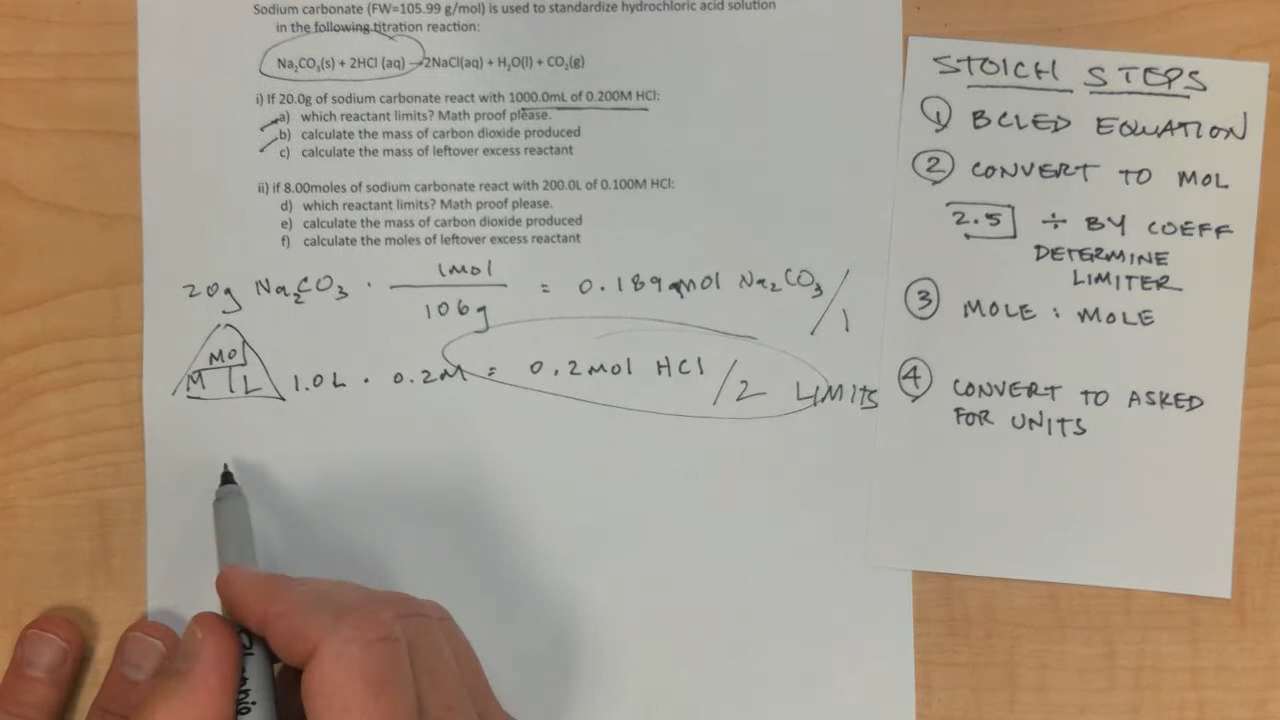 Sodium carbonate (FW=105.99 g/mol) is used to standardize hydrochloric acid solution
in the following titration reaction:
Na₂CO₃(s) + 2HCl (aq) →2NaCl(aq) + H₂O(l) + CO₂(g)
i) If 20.0g of sodium carbonate react with 1000.0mL of 0.200M HCl:
a) which reactant limits? Math proof please.
b) calculate the mass of carbon dioxide produced
c) calculate the mass of leftover excess reactant
ii) if 8.00moles of sodium carbonate react with 200.0L of 0.100M HCl:
d) which reactant limits? Math proof please.
e) calculate the mass of carbon dioxide produced
f) calculate the moles of leftover excess reactant
20g Na₂CO₃ · 1mol / 106g = 0.189 mol Na₂CO₃ / 1
Mol
M L 1.0L · 0.2M = 0.2mol HCl / 2 LIMITS
STOICH STEPS
① BCLED EQUATION
② CONVERT TO MOL
2.5 ÷ BY COEFF
DETERMINE
LIMITER
③ MOLE : MOLE
④ CONVERT TO ASKED
FOR UNITS